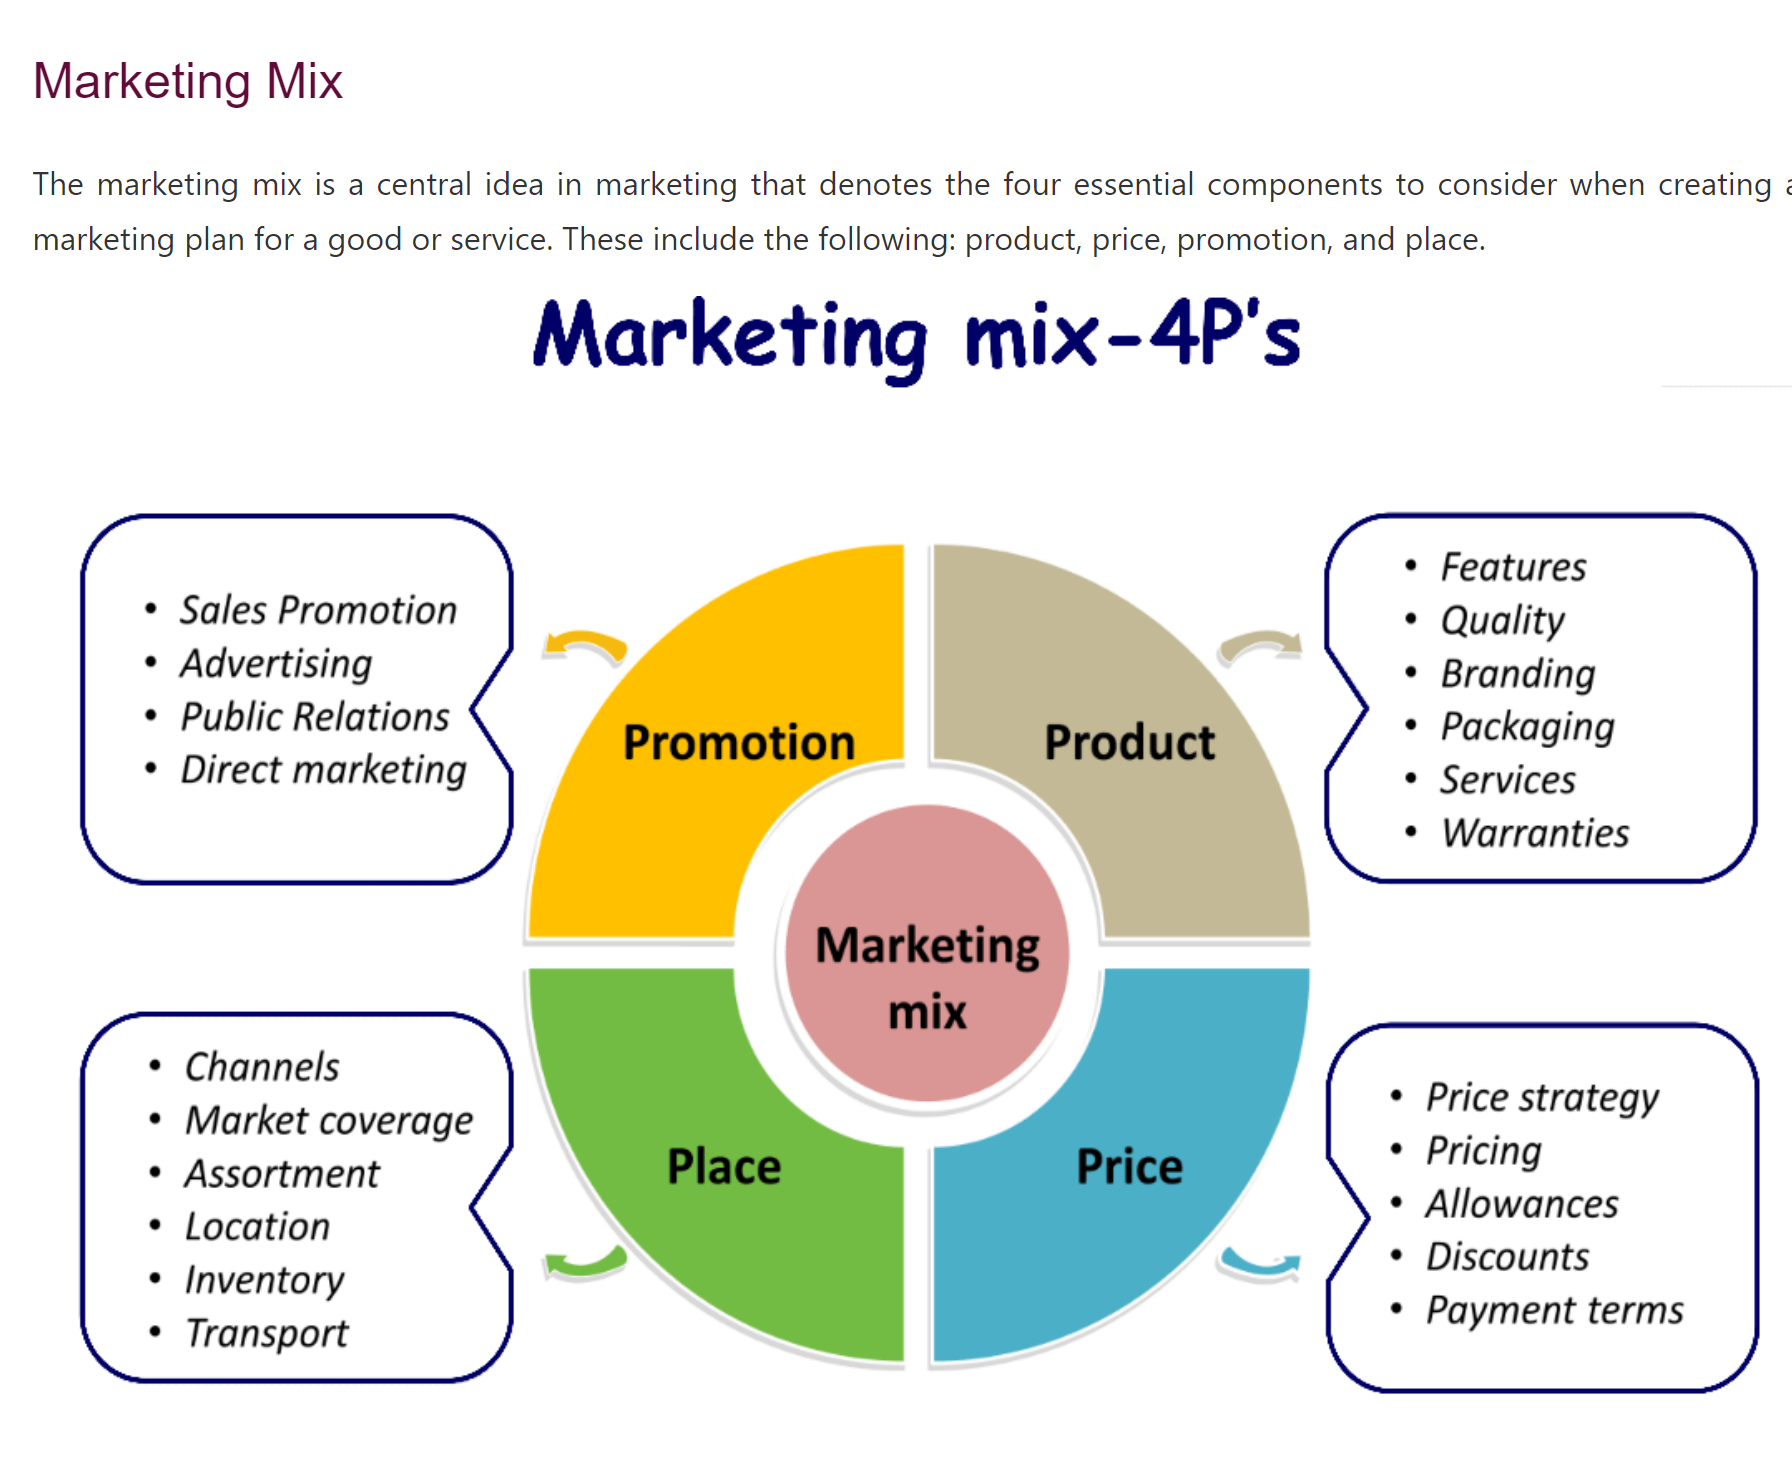 Marketing Mix
The marketing mix is a central idea in marketing that denotes the four essential components to consider when creating a
marketing plan for a good or service. These include the following: product, price, promotion, and place.
Marketing mix-4P's
• Sales Promotion
• Advertising
• Public Relations
• Direct marketing
Promotion
Product
• Features
• Quality
• Branding
• Packaging
• Services
• Warranties
Marketing
mix
• Channels
• Market coverage
• Assortment
• Location
• Inventory
• Transport
Place
Price
• Price strategy
• Pricing
• Allowances
• Discounts
• Payment terms